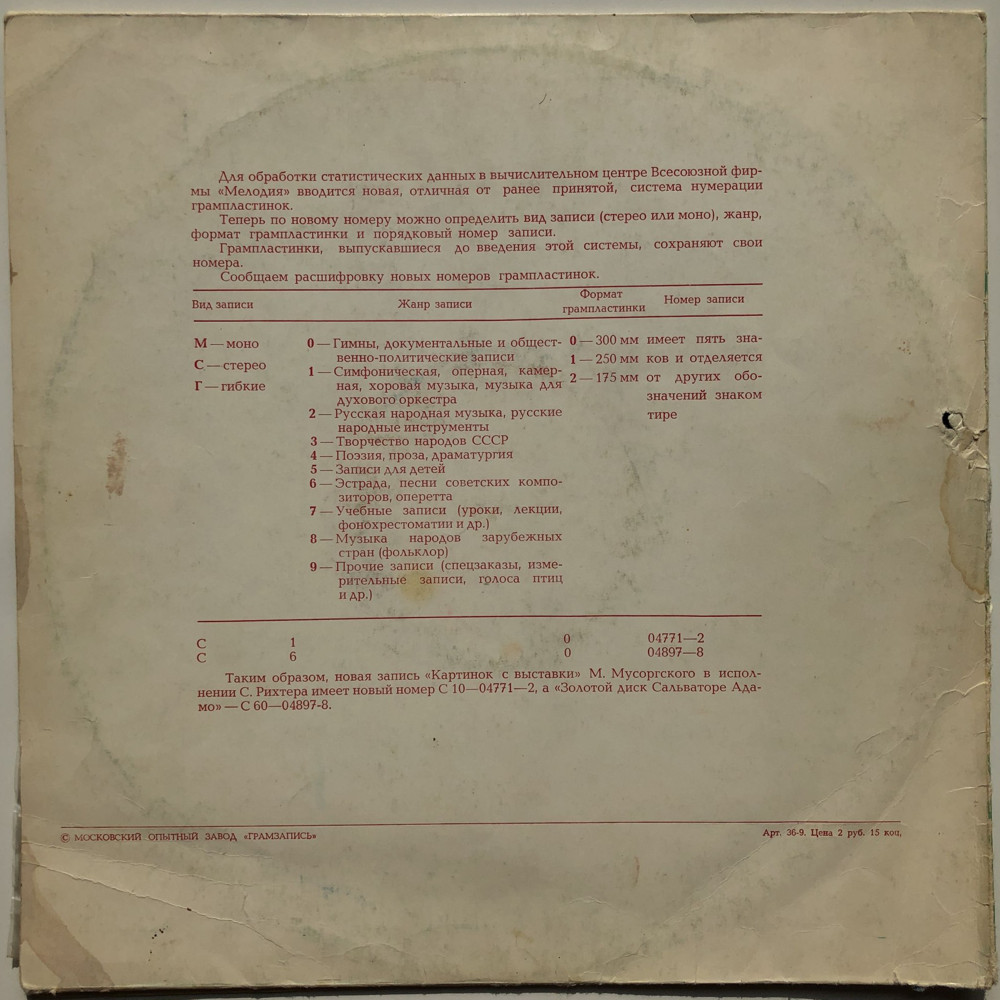 Для обработки статистических данных в вычислительном центре Всесоюзной фир-
мы «Мелодия» вводится новая, отличная от ранее принятой, система нумерации
грампластинок.
Теперь по новому номеру можно определить вид записи (стерео или моно), жанр,
формат грампластинки и порядковый номер записи.
Грампластинки, выпускавшиеся до введения этой системы, сохраняют свои
номера.
Сообщаем расшифровку новых номеров грампластинок.
Вид записи Жанр записи Формат грампластинки Номер записи
М — моно
С — стерео
Г — гибкие
0 — Гимны, документальные и общест-
венно-политические записи
1 — Симфоническая, оперная, камер-
ная, хоровая музыка, музыка для
духового оркестра
2 — Русская народная музыка, русские
народные инструменты
3 — Творчество народов СССР
4 — Поэзия, проза, драматургия
5 — Записи для детей
6 — Эстрада, песни советских компо-
зиторов, оперетта
7 — Учебные записи (уроки, лекции,
фонохрестоматии и др.)
8 — Музыка народов зарубежных
стран (фольклор)
9 — Прочие записи (спецзаказы, изме-
рительные записи, голоса птиц
и др.)
0 — 300 мм
1 — 250 мм
2 — 175 мм
имеет пять зна-
ков и отделяется
от других обо-
значений знаком
тире
С 1 0 04771—2
С 6 0 04897—8
Таким образом, новая запись «Картинок с выставки» М. Мусоргского в испол-
нении С. Рихтера имеет новый номер С 10—04771—2, а «Золотой диск Сальваторе Ада-
мо» — С 60—04897-8.
© МОСКОВСКИЙ ОПЫТНЫЙ ЗАВОД «ГРАМЗАПИСЬ»
Арт. 36-9. Цена 2 руб. 15 коп.